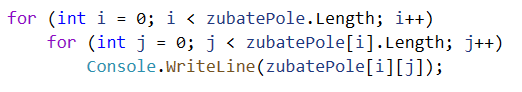 for (int i = 0; i < zubatePole.Length; i++)
    for (int j = 0; j < zubatePole[i].Length; j++)
        Console.WriteLine(zubatePole[i][j]);